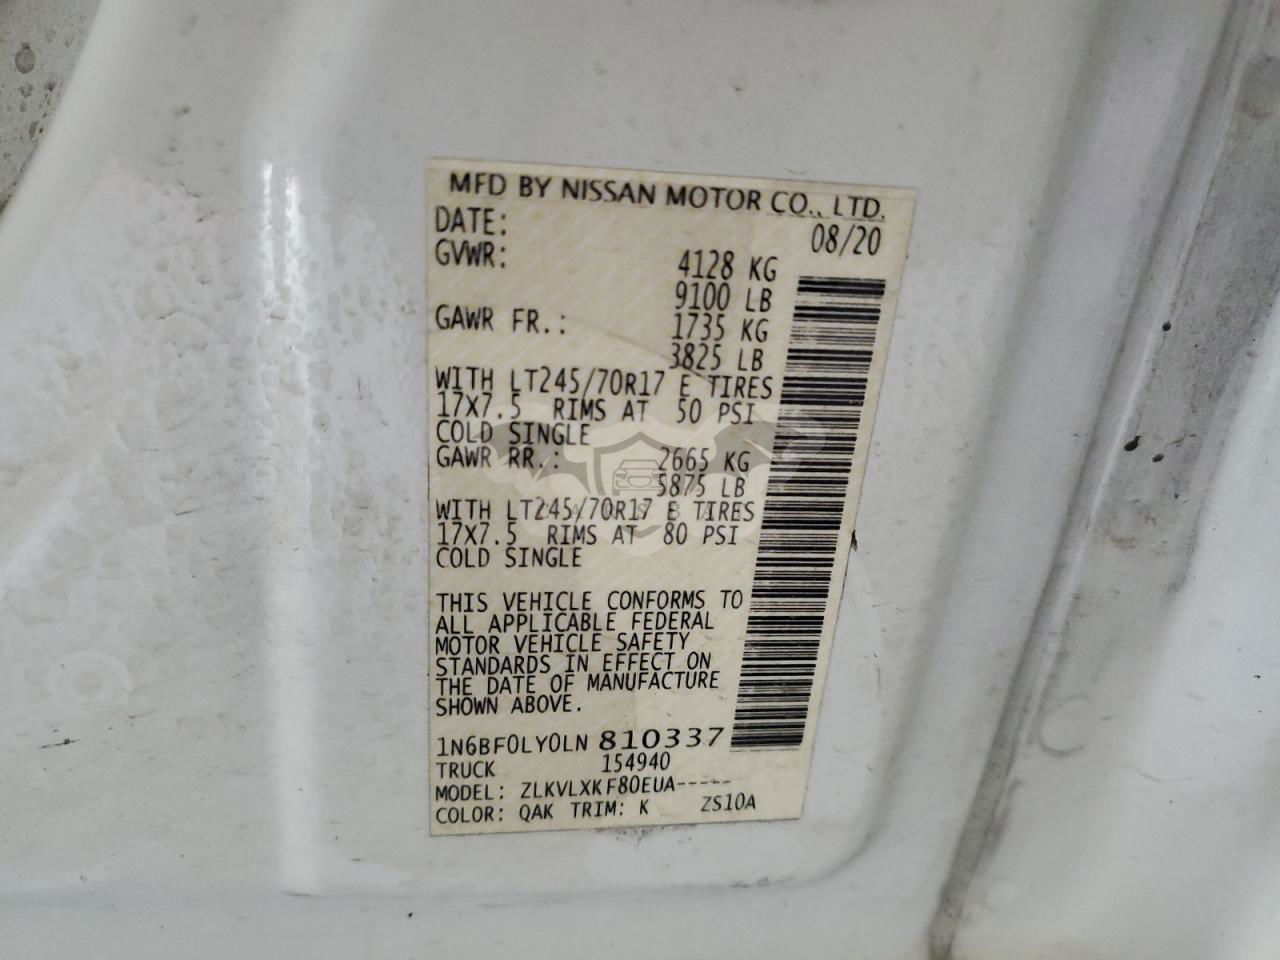 MFD BY NISSAN MOTOR CO., LTD.
DATE: 08/20
GVWR: 4128 KG
9100 LB
GAWR FR.: 1735 KG
3825 LB
WITH LT245/70R17 E TIRES
17X7.5 RIMS AT 50 PSI
COLD SINGLE
GAWR RR.: 2665 KG
5875 LB
WITH LT245/70R17 E TIRES
17X7.5 RIMS AT 80 PSI
COLD SINGLE
THIS VEHICLE CONFORMS TO
ALL APPLICABLE FEDERAL
MOTOR VEHICLE SAFETY
STANDARDS IN EFFECT ON
THE DATE OF MANUFACTURE
SHOWN ABOVE.
1N6BF0LY0LN 810337
TRUCK 154940
MODEL: ZLKVLXKF80EUA-----
COLOR: QAK TRIM: K ZS10A